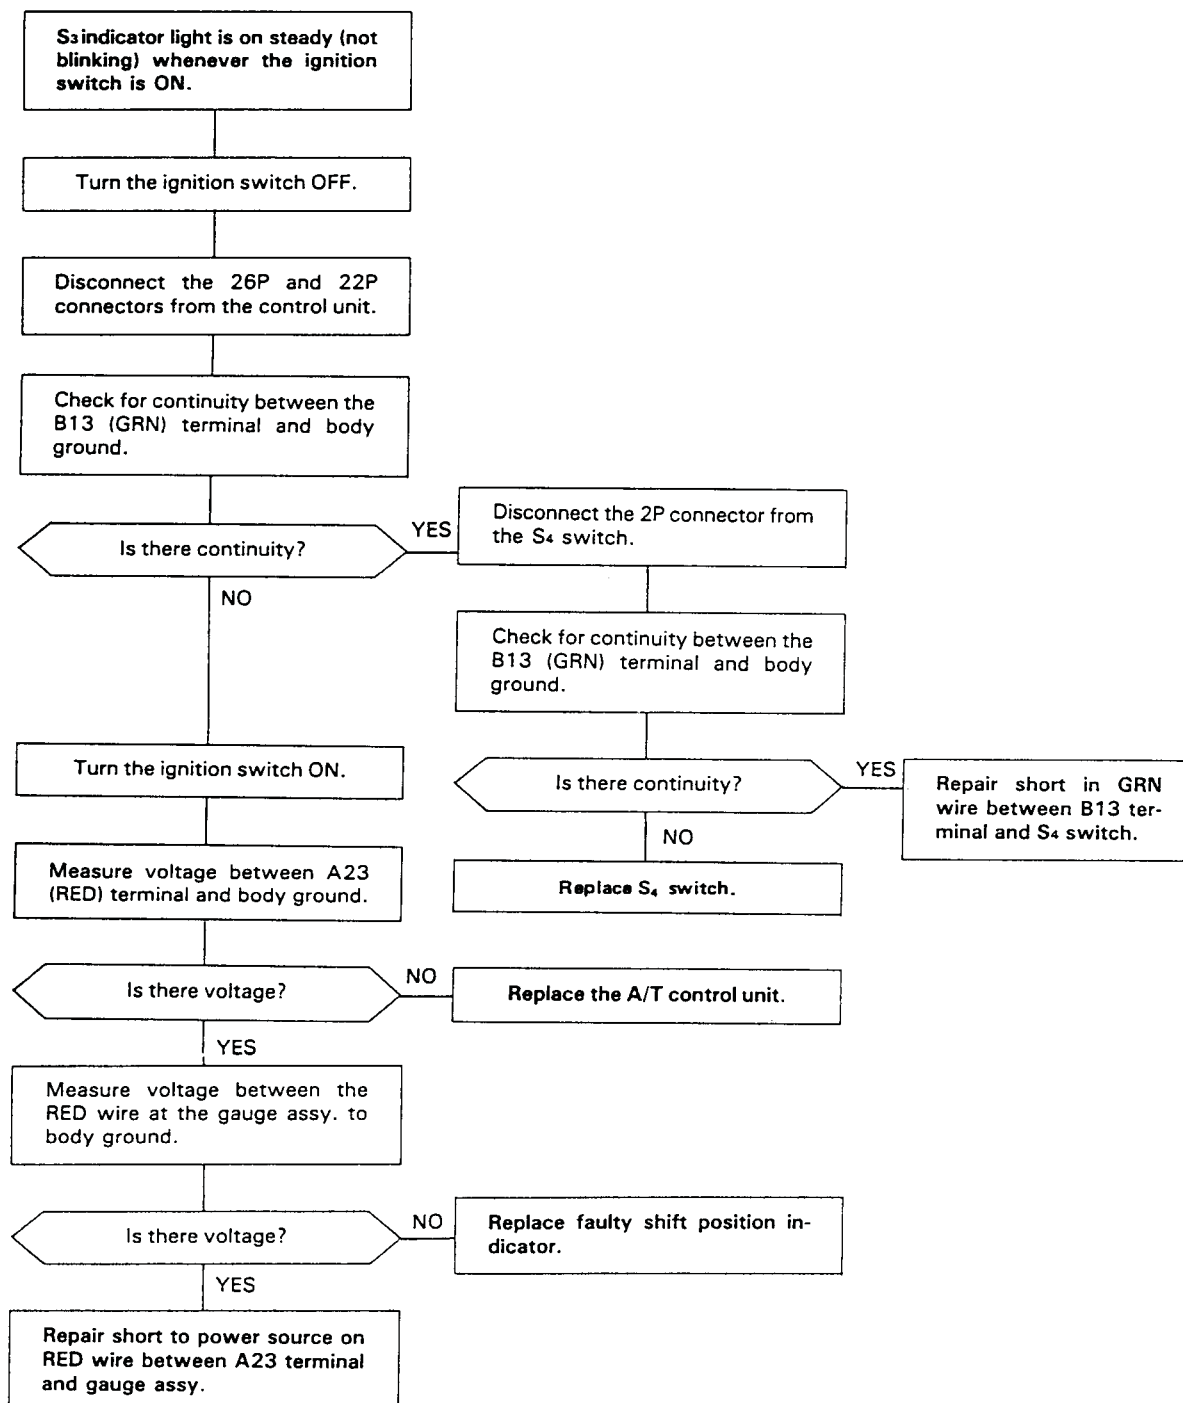 S3 indicator light is on steady (not
blinking) whenever the ignition
switch is ON.
Turn the ignition switch OFF.
Disconnect the 26P and 22P
connectors from the control unit.
Check for continuity between the
B13 (GRN) terminal and body
ground.
Is there continuity?
YES
Disconnect the 2P connector from
the S4 switch.
NO
Check for continuity between the
B13 (GRN) terminal and body
ground.
Turn the ignition switch ON.
Is there continuity?
YES
Repair short in GRN
wire between B13 ter-
minal and S4 switch.
NO
Replace S4 switch.
Measure voltage between A23
(RED) terminal and body ground.
Is there voltage?
NO
Replace the A/T control unit.
YES
Measure voltage between the
RED wire at the gauge assy. to
body ground.
Is there voltage?
NO
Replace faulty shift position in-
dicator.
YES
Repair short to power source on
RED wire between A23 terminal
and gauge assy.